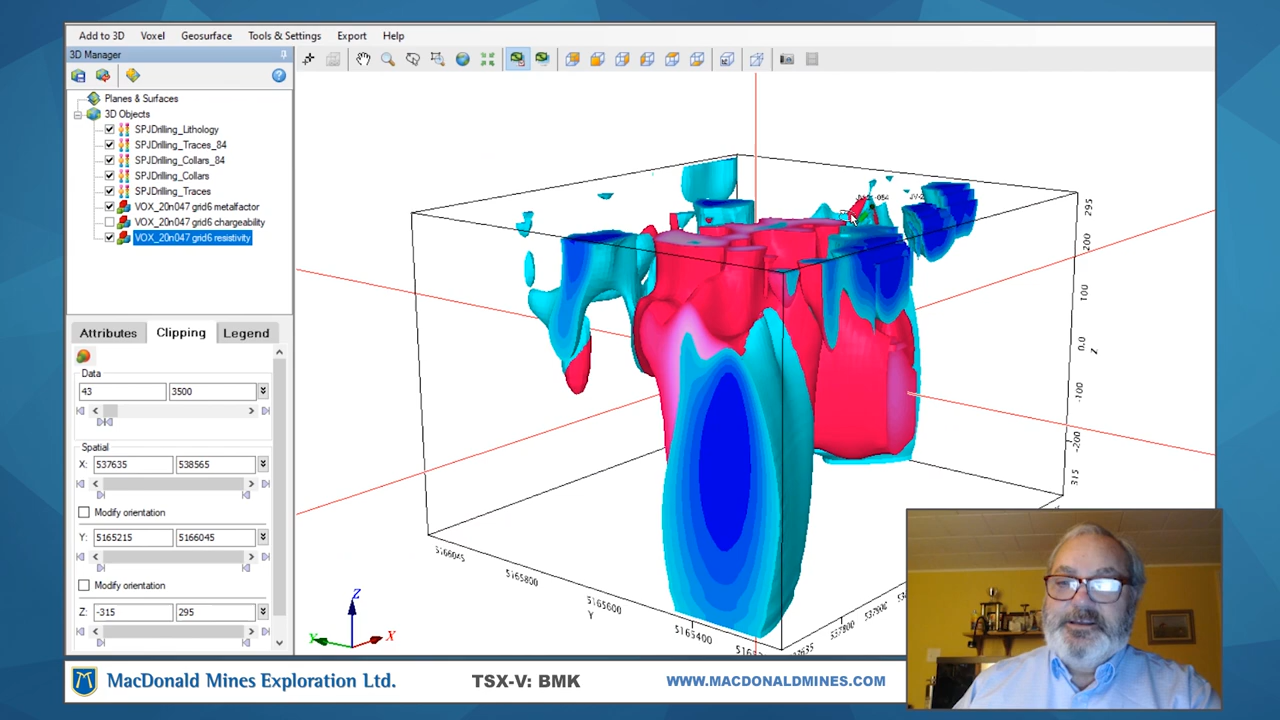 Add to 3D Voxel Geosurface Tools & Settings Export Help
3D Manager
Planes & Surfaces
3D Objects
SPJDrilling_Lithology
SPJDrilling_Traces_84
SPJDrilling_Collars_84
SPJDrilling_Collars
SPJDrilling_Traces
VOX_20n047 grid6 metalfactor
VOX_20n047 grid6 chargeability
VOX_20n047 grid6 resistivity
Attributes Clipping Legend
Data
43 3500
Spatial
X: 537635 538565
Modify orientation
Y: 5165215 5166045
Modify orientation
Z: -315 295
295
200
100
0.0
Z
-100
-200
315
5166045
5165800
5165600
Y
5165400
537800
Z
Y X
MacDonald Mines Exploration Ltd. TSX-V: BMK WWW.MACDONALDMINES.COM